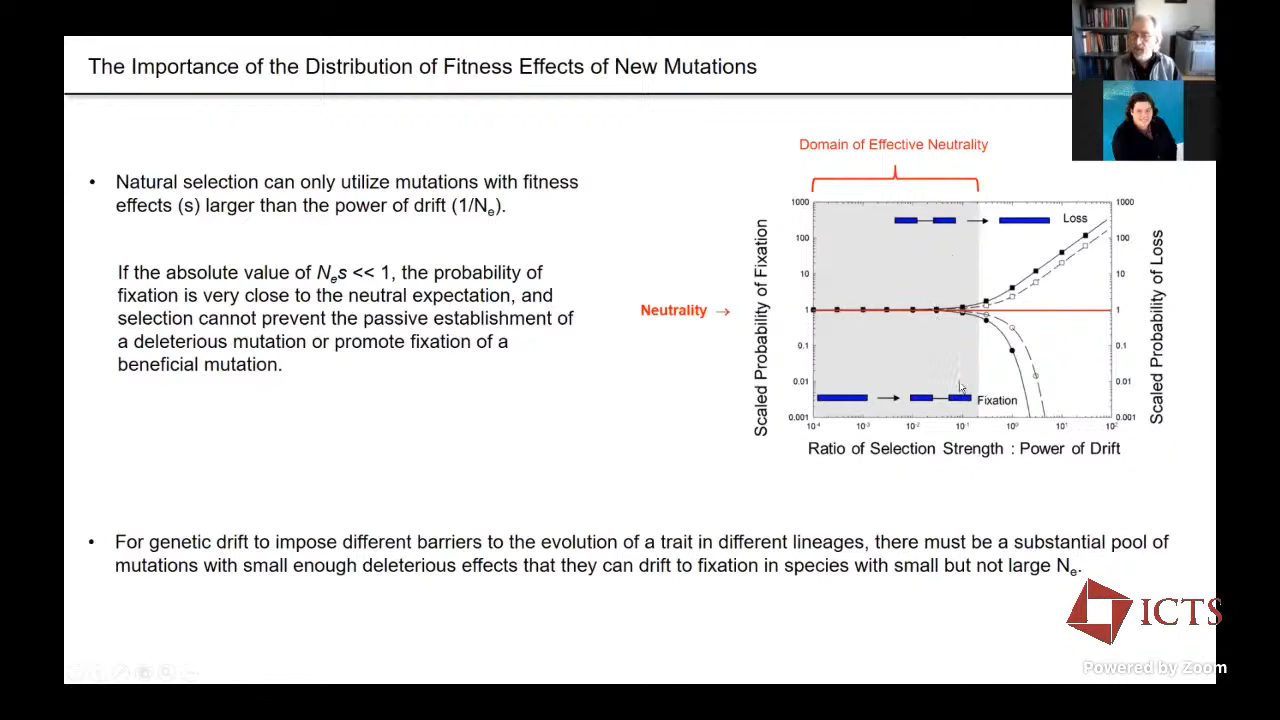 The Importance of the Distribution of Fitness Effects of New Mutations
• Natural selection can only utilize mutations with fitness
effects (s) larger than the power of drift (1/Ne).
If the absolute value of Nes << 1, the probability of
fixation is very close to the neutral expectation, and
selection cannot prevent the passive establishment of
a deleterious mutation or promote fixation of a
beneficial mutation.
Domain of Effective Neutrality
Neutrality →
Scaled Probability of Fixation
1000
100
10
1
0.1
0.01
0.001
Loss
Fixation
1000
100
10
1
0.1
0.01
0.001
Scaled Probability of Loss
10⁻⁴ 10⁻³ 10⁻² 10⁻¹ 10⁰ 10¹ 10²
Ratio of Selection Strength : Power of Drift
• For genetic drift to impose different barriers to the evolution of a trait in different lineages, there must be a substantial pool of
mutations with small enough deleterious effects that they can drift to fixation in species with small but not large Ne.
ICTS
Powered by Zoom